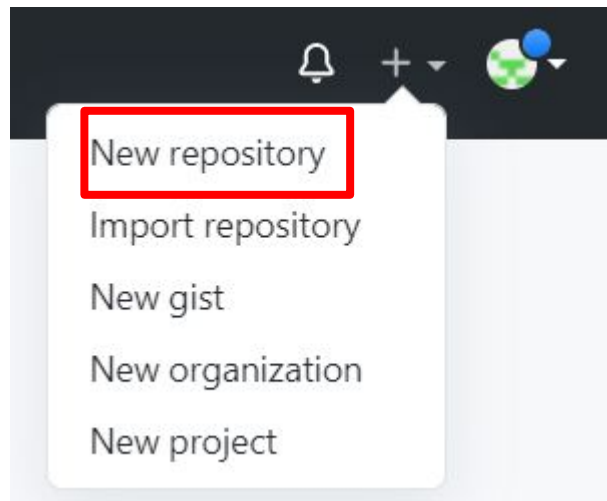 New repository
Import repository
New gist
New organization
New project